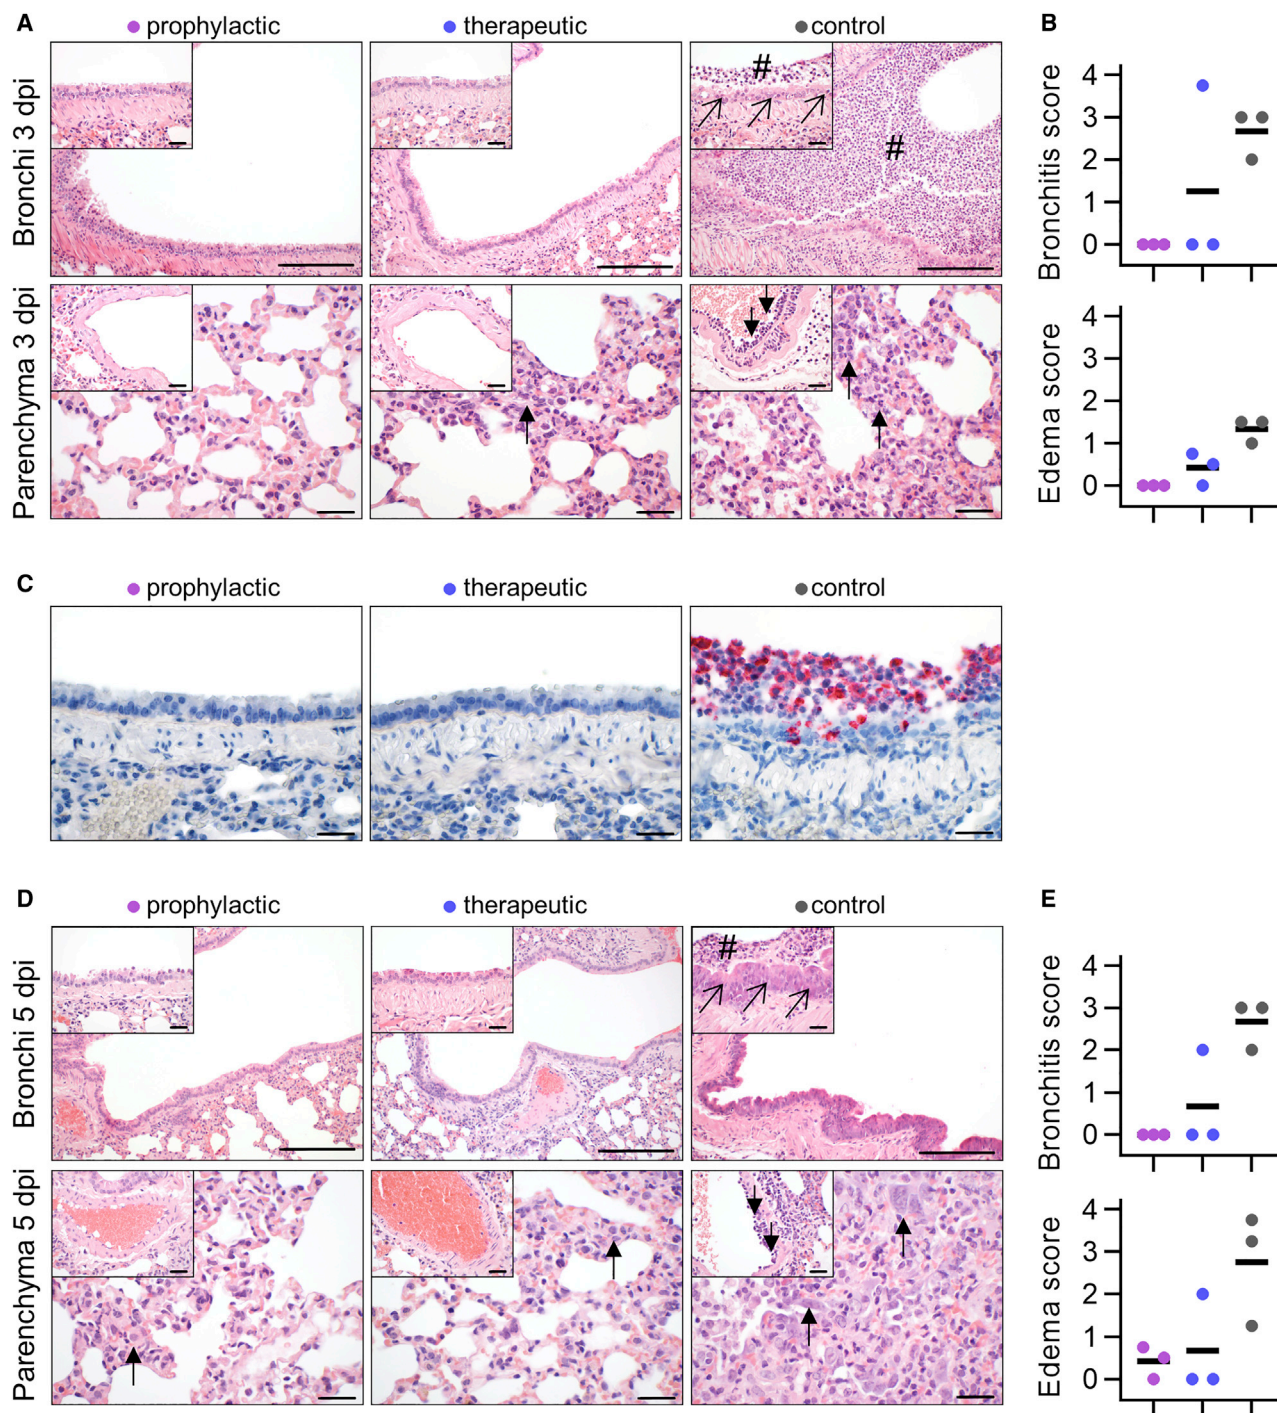 A
prophylactic
therapeutic
control
B
Bronchi 3 dpi
#
#
Parenchyma 3 dpi
Bronchitis score
4
3
2
1
0
Edema score
4
3
2
1
0
C
prophylactic
therapeutic
control
D
prophylactic
therapeutic
control
E
Bronchi 5 dpi
#
Parenchyma 5 dpi
Bronchitis score
4
3
2
1
0
Edema score
4
3
2
1
0